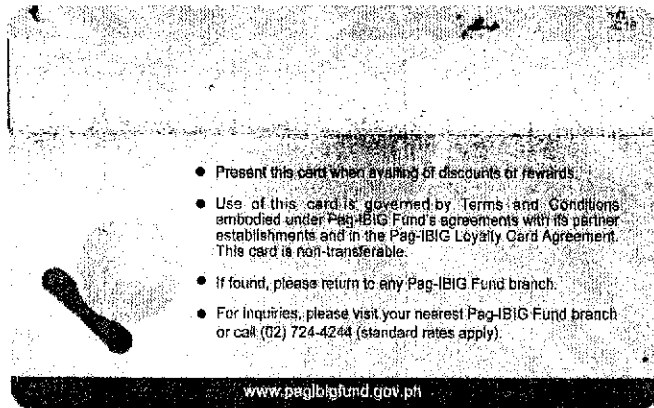 ● Present this card when availing of discounts or rewards.
● Use of this card is governed by Terms and Conditions
embodied under Pag-IBIG Fund's agreements with its partner
establishments and in the Pag-IBIG Loyalty Card Agreement.
This card is non-transferable.
● If found, please return to any Pag-IBIG Fund branch.
● For inquiries, please visit your nearest Pag-IBIG Fund branch
or call (02) 724-4244 (standard rates apply).
www.pagibigfund.gov.ph